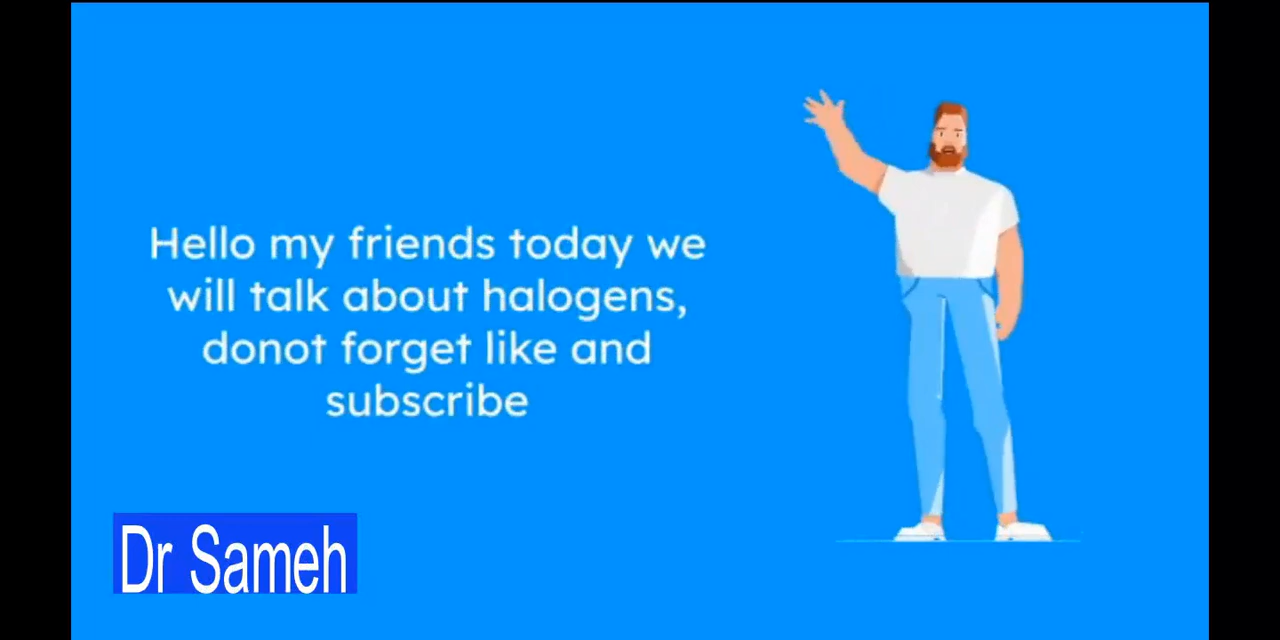 Hello my friends today we
will talk about halogens,
donot forget like and
subscribe
Dr Sameh